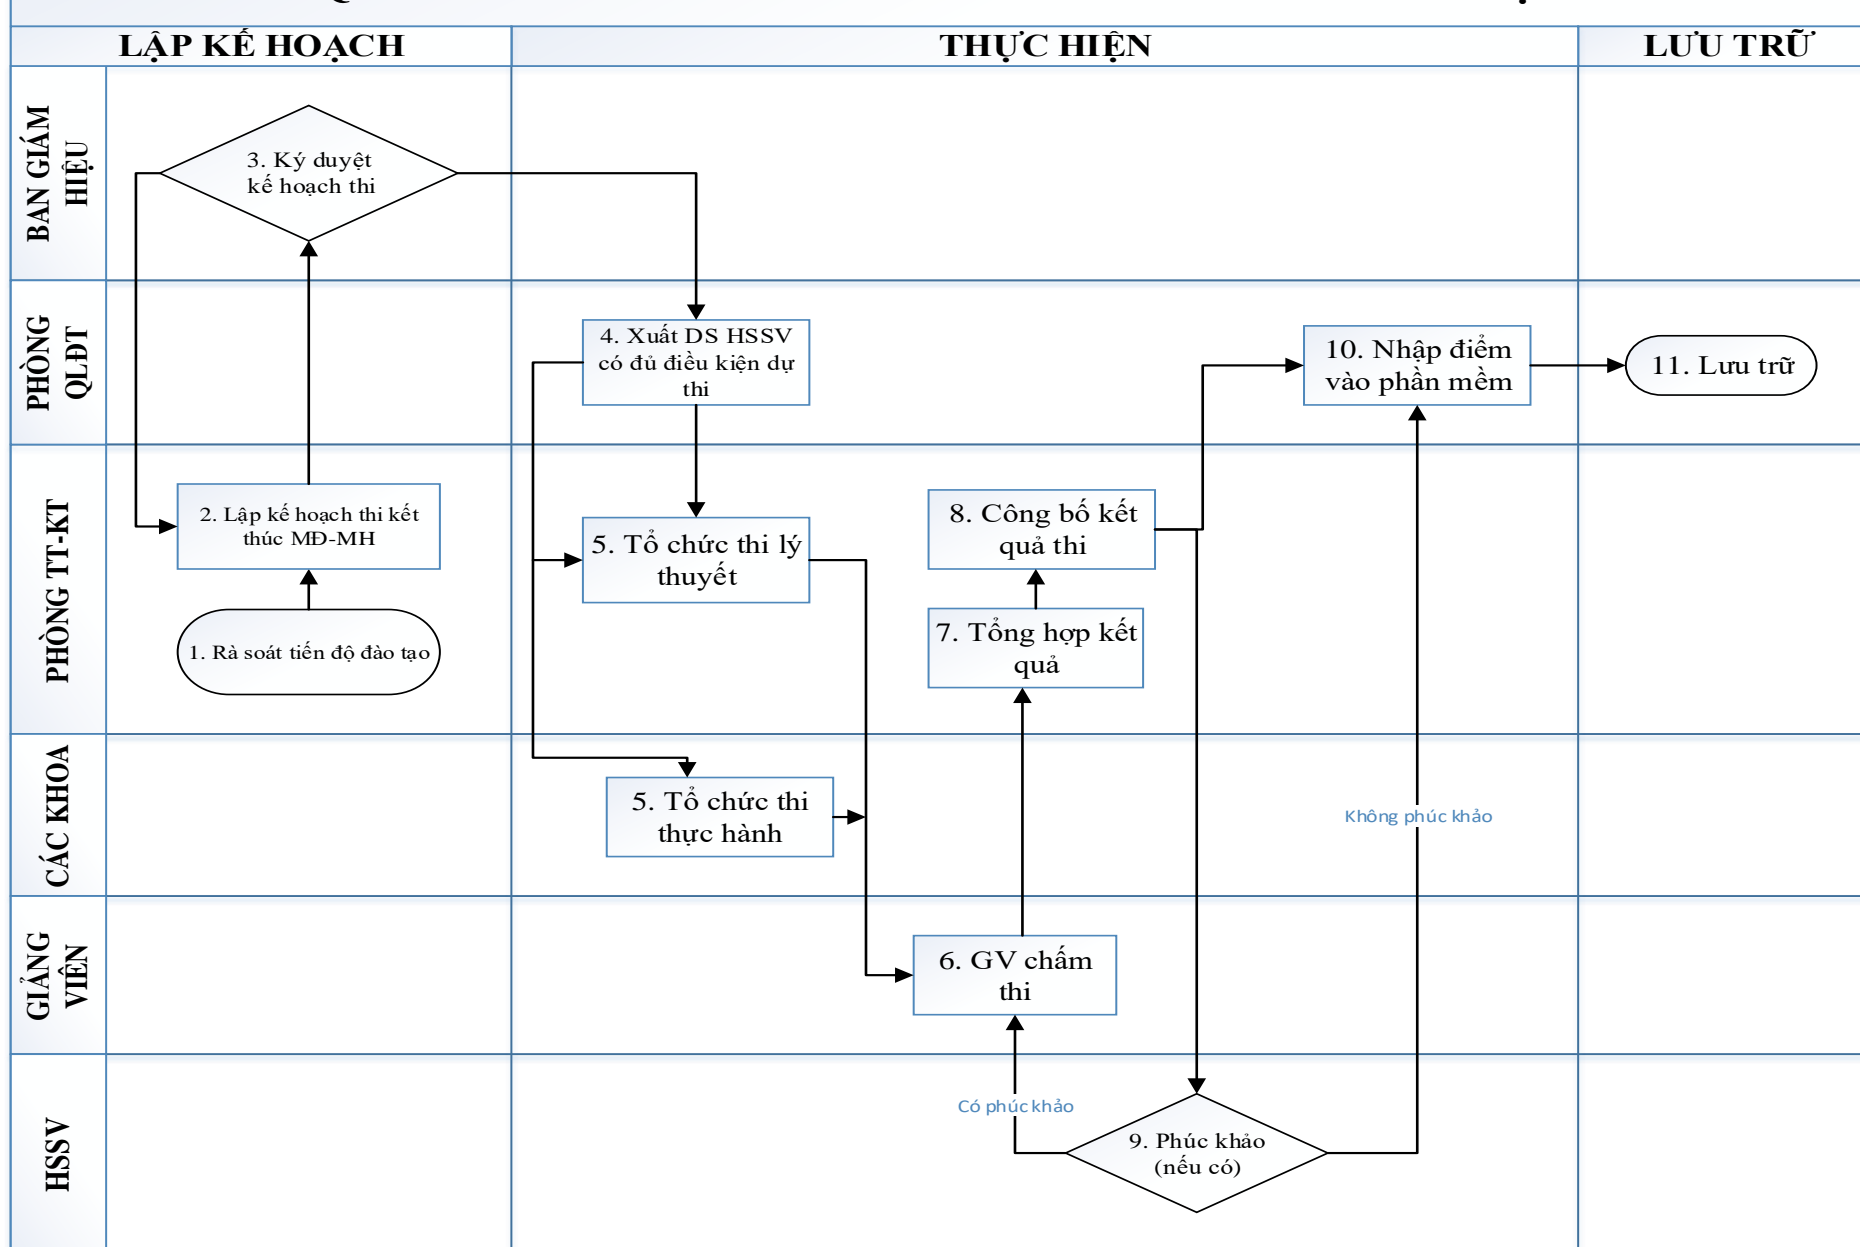 LẬP KẾ HOẠCH
THỰC HIỆN
LƯU TRỮ
BAN GIÁM
HIỆU
3. Ký duyệt
kế hoạch thi
PHÒNG
QLĐT
4. Xuất DS HSSV
có đủ điều kiện dự
thi
10. Nhập điểm
vào phần mềm
11. Lưu trữ
PHÒNG TT-KT
2. Lập kế hoạch thi kết
thúc MĐ-MH
1. Rà soát tiến độ đào tạo
5. Tổ chức thi lý
thuyết
8. Công bố kết
quả thi
7. Tổng hợp kết
quả
CÁC KHOA
5. Tổ chức thi
thực hành
Không phúc khảo
GIẢNG
VIÊN
6. GV chấm
thi
HSSV
Có phúc khảo
9. Phúc khảo
(nếu có)